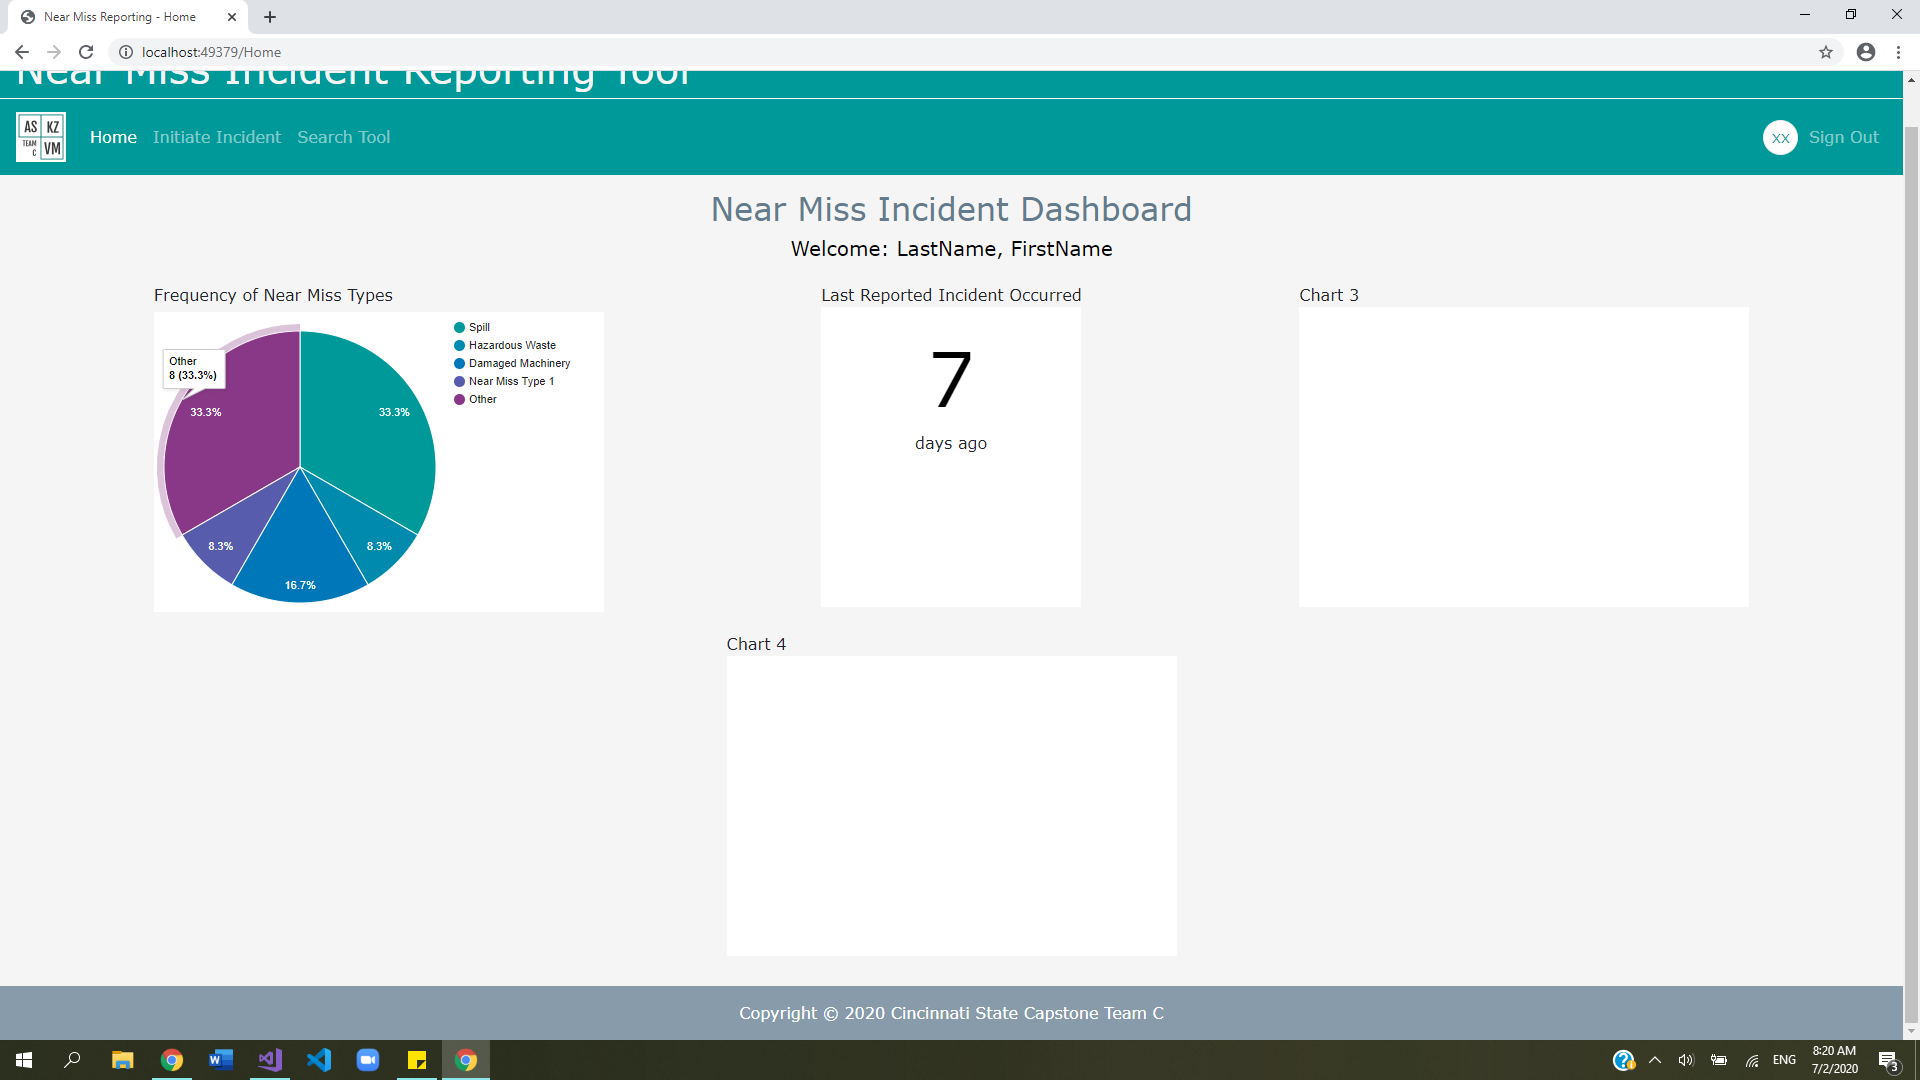 Near Miss Reporting - Home
localhost:49379/Home
Near Miss Incident Reporting Tool
AS KZ
TEAM C VM
Home Initiate Incident Search Tool
XX Sign Out
Near Miss Incident Dashboard
Welcome: LastName, FirstName
Frequency of Near Miss Types
Spill
Hazardous Waste
Damaged Machinery
Near Miss Type 1
Other
Other
8 (33.3%)
33.3%
33.3%
8.3%
8.3%
16.7%
Last Reported Incident Occurred
7
days ago
Chart 3
Chart 4
Copyright © 2020 Cincinnati State Capstone Team C
ENG
8:20 AM
7/2/2020
3